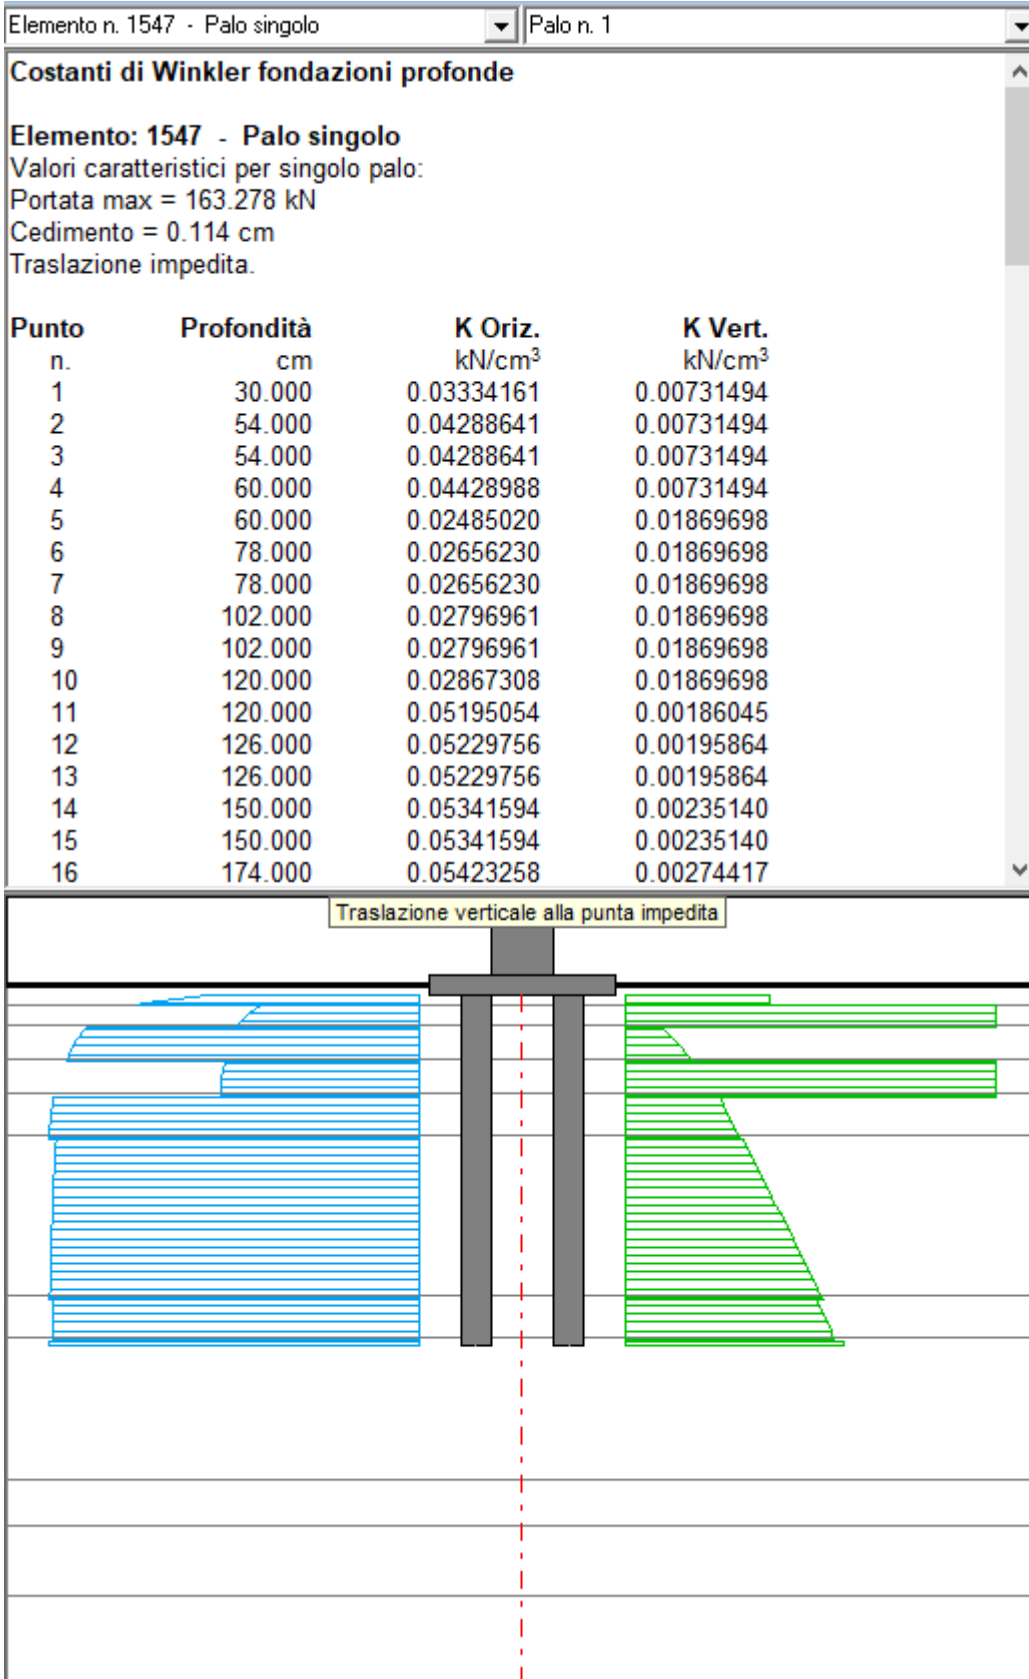 Elemento n. 1547 - Palo singolo Palo n. 1
Costanti di Winkler fondazioni profonde
Elemento: 1547 - Palo singolo
Valori caratteristici per singolo palo:
Portata max = 163.278 kN
Cedimento = 0.114 cm
Traslazione impedita.
Punto Profondità K Oriz. K Vert.
n. cm kN/cm³ kN/cm³
1 30.000 0.03334161 0.00731494
2 54.000 0.04288641 0.00731494
3 54.000 0.04288641 0.00731494
4 60.000 0.04428988 0.00731494
5 60.000 0.02485020 0.01869698
6 78.000 0.02656230 0.01869698
7 78.000 0.02656230 0.01869698
8 102.000 0.02796961 0.01869698
9 102.000 0.02796961 0.01869698
10 120.000 0.02867308 0.01869698
11 120.000 0.05195054 0.00186045
12 126.000 0.05229756 0.00195864
13 126.000 0.05229756 0.00195864
14 150.000 0.05341594 0.00235140
15 150.000 0.05341594 0.00235140
16 174.000 0.05423258 0.00274417
Traslazione verticale alla punta impedita